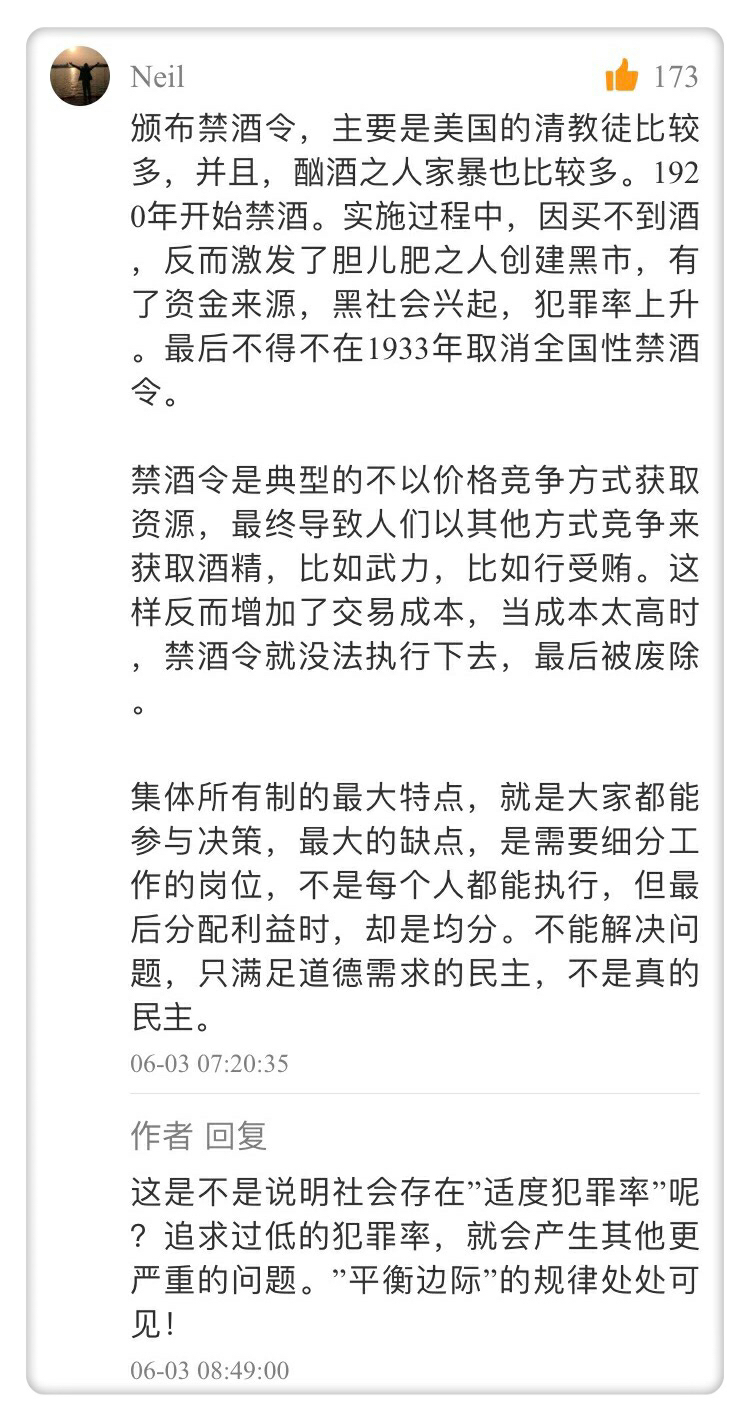 Neil 173
颁布禁酒令，主要是美国的清教徒比较
多，并且，酗酒之人家暴也比较多。192
0年开始禁酒。实施过程中，因买不到酒
，反而激发了胆儿肥之人创建黑市，有
了资金来源，黑社会兴起，犯罪率上升
。最后不得不在1933年取消全国性禁酒
令。
禁酒令是典型的不以价格竞争方式获取
资源，最终导致人们以其他方式竞争来
获取酒精，比如武力，比如行受贿。这
样反而增加了交易成本，当成本太高时
，禁酒令就没法执行下去，最后被废除
。
集体所有制的最大特点，就是大家都能
参与决策，最大的缺点，是需要细分工
作的岗位，不是每个人都能执行，但最
后分配利益时，却是均分。不能解决问
题，只满足道德需求的民主，不是真的
民主。
06-03 07:20:35
作者 回复
这是不是说明社会存在”适度犯罪率”呢
？追求过低的犯罪率，就会产生其他更
严重的问题。”平衡边际”的规律处处可
见！
06-03 08:49:00